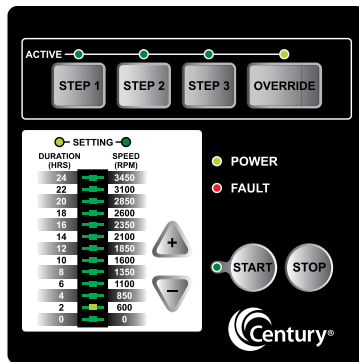 ACTIVE
STEP 1 STEP 2 STEP 3 OVERRIDE
SETTING
DURATION (HRS) SPEED (RPM)
24 3450
22 3100
20 2850
18 2600
16 2350
14 2100
12 1850
10 1600
8 1350
6 1100
4 850
2 600
0 0
+
−
POWER
FAULT
START STOP
Century®